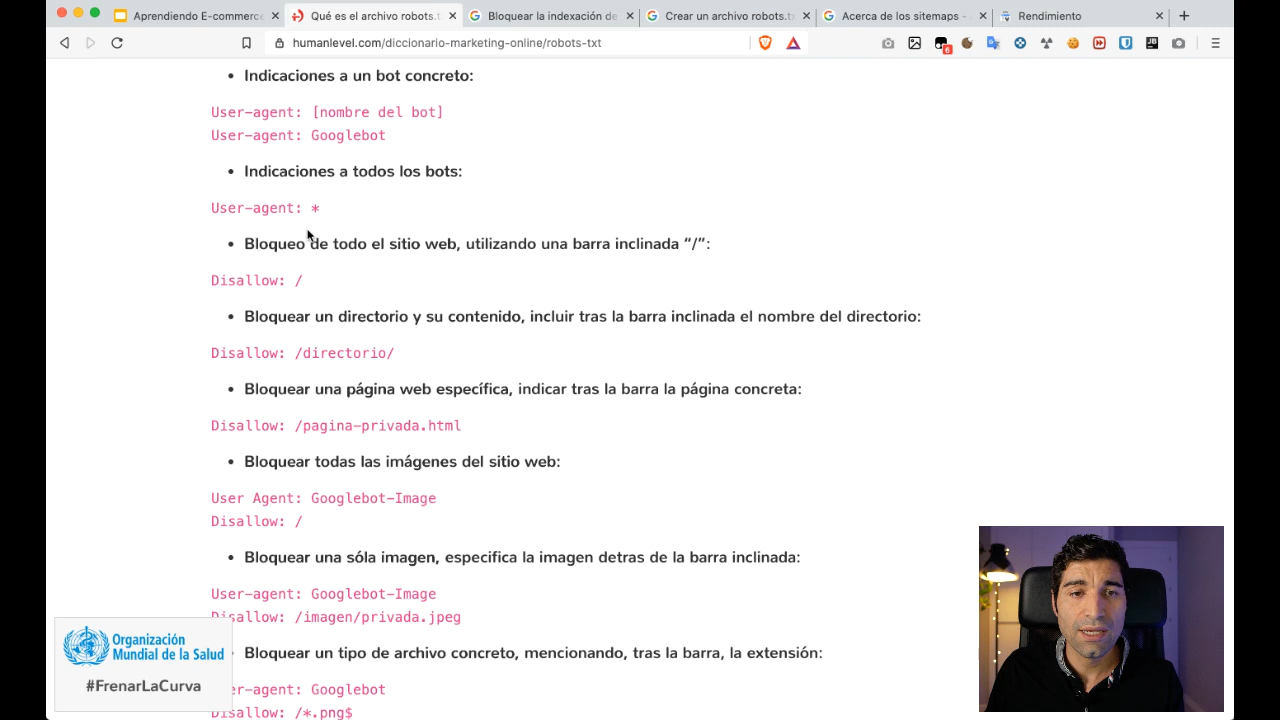 Aprendiendo E-commerce
Qué es el archivo robots.t
Bloquear la indexación de
Crear un archivo robots.tx
Acerca de los sitemaps -
Rendimiento
humanlevel.com/diccionario-marketing-online/robots-txt
6
JB
• Indicaciones a un bot concreto:
User-agent: [nombre del bot]
User-agent: Googlebot
• Indicaciones a todos los bots:
User-agent: *
• Bloqueo de todo el sitio web, utilizando una barra inclinada “/”:
Disallow: /
• Bloquear un directorio y su contenido, incluir tras la barra inclinada el nombre del directorio:
Disallow: /directorio/
• Bloquear una página web específica, indicar tras la barra la página concreta:
Disallow: /pagina-privada.html
• Bloquear todas las imágenes del sitio web:
User Agent: Googlebot-Image
Disallow: /
• Bloquear una sóla imagen, especifica la imagen detras de la barra inclinada:
User-agent: Googlebot-Image
Disallow: /imagen/privada.jpeg
Bloquear un tipo de archivo concreto, mencionando, tras la barra, la extensión:
er-agent: Googlebot
Disallow: /*.png$
Organización
Mundial de la Salud
#FrenarLaCurva